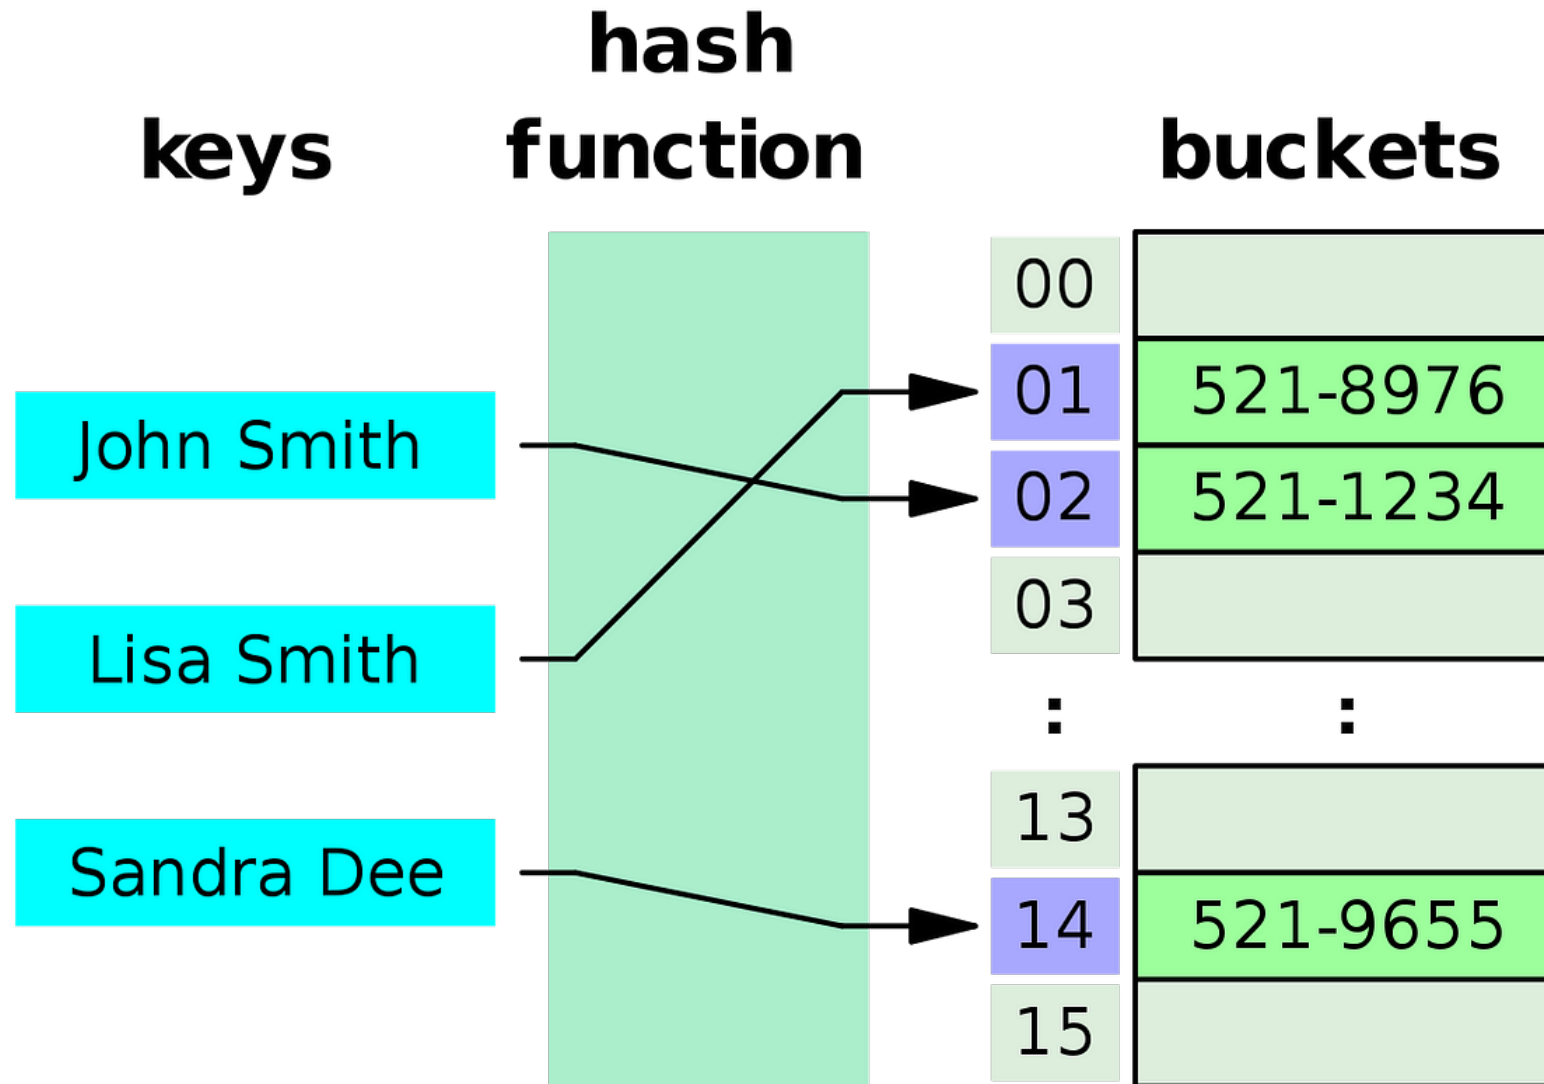 hash
keys function buckets
00
01 521-8976
John Smith
02 521-1234
03
Lisa Smith
: :
13
Sandra Dee
14 521-9655
15